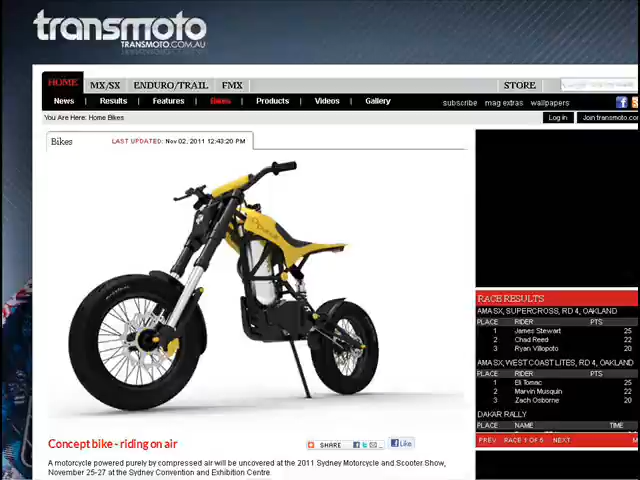 transmoto
TRANSMOTO.COM.AU
HOME MX/SX ENDURO/TRAIL FMX STORE
News | Results | Features | Bikes | Products | Videos | Gallery subscribe mag extras wallpapers
You Are Here: Home Bikes Log in Join transmoto.com
Bikes LAST UPDATED: Nov 02, 2011 12:43:20 PM
RACE RESULTS
AMA SX, SUPERCROSS, RD 4, OAKLAND
PLACE RIDER PTS
1 James Stewart 25
2 Chad Reed 22
3 Ryan Villopoto 20
AMA SX, WEST COAST LITES, RD 4, OAKLAND
PLACE RIDER PTS
1 Eli Tomac 25
2 Marvin Musquin 22
3 Zach Osborne 20
DAKAR RALLY
PLACE NAME TIME
PREV RACE 1 OF 5 NEXT M
Concept bike - riding on air
SHARE
Like
A motorcycle powered purely by compressed air will be uncovered at the 2011 Sydney Motorcycle and Scooter Show,
November 25-27 at the Sydney Convention and Exhibition Centre